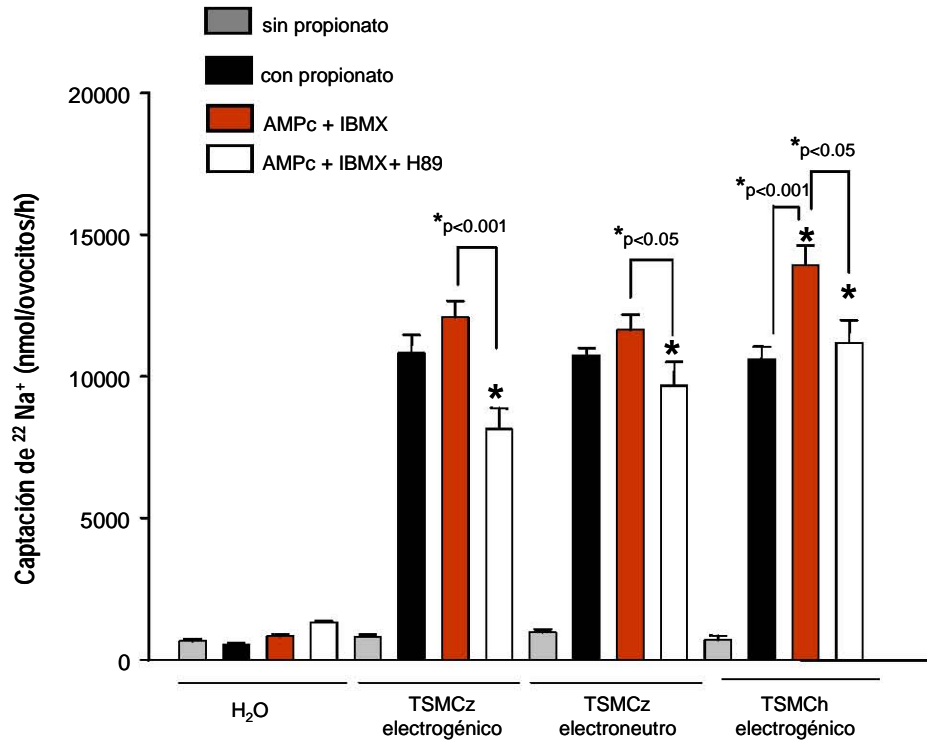 sin propionato
con propionato
AMPc + IBMX
AMPc + IBMX+ H89
Captación de ²² Na⁺ (nmol/ovocitos/h)
20000
15000
10000
5000
0
*p<0.001
*
*p<0.05
*
*p<0.001
*p<0.05
*
*
H₂O
TSMCz
electrogénico
TSMCz
electroneutro
TSMCh
electrogénico